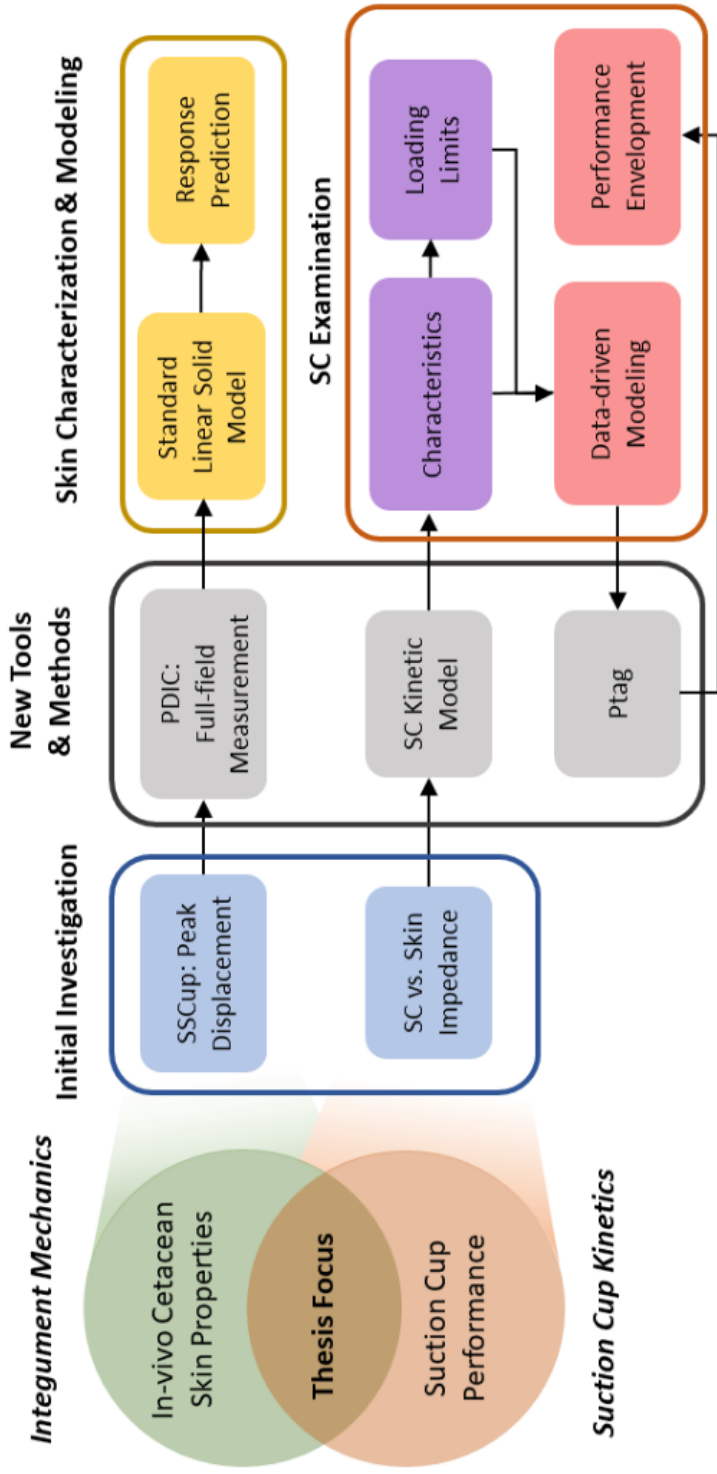 Integument Mechanics
In-vivo Cetacean
Skin Properties
Thesis Focus
Suction Cup
Performance
Suction Cup Kinetics
Initial Investigation
SSCup: Peak
Displacement
SC vs. Skin
Impedance
New Tools
& Methods
PDIC:
Full-field
Measurement
SC Kinetic
Model
Ptag
Skin Characterization & Modeling
Standard
Linear Solid
Model
Response
Prediction
SC Examination
Characteristics
Loading
Limits
Data-driven
Modeling
Performance
Envelopment